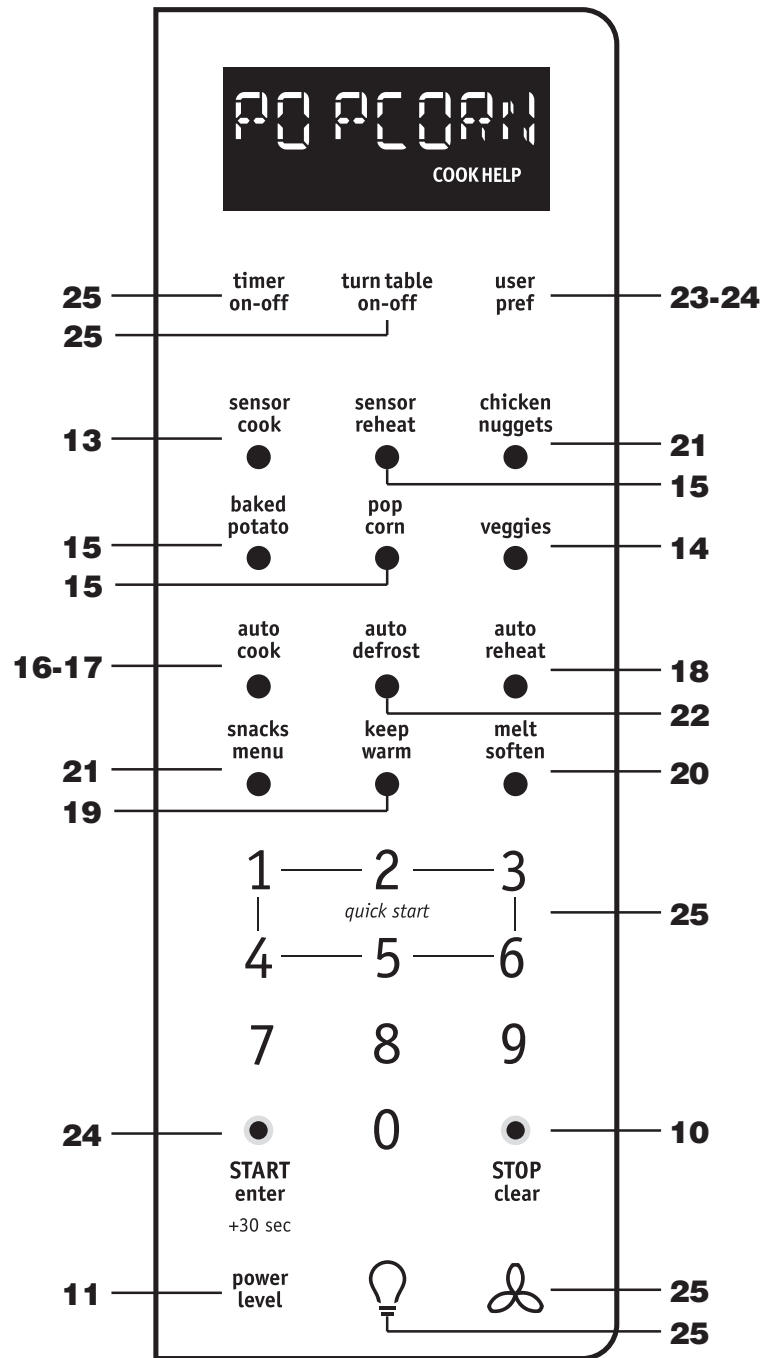 PO PCORN
COOK HELP
timer turn table user
25 on-off on-off pref 23-24
25
sensor sensor chicken
cook reheat nuggets
13 21
15
baked pop
potato corn veggies
15 14
15
auto auto auto
cook defrost reheat
16-17 18
22
snacks keep melt
menu warm soften
21 20
19
1 2 3
quick start 25
4 5 6
7 8 9
24 0 10
START STOP
enter clear
+30 sec
power
11 level 25
25